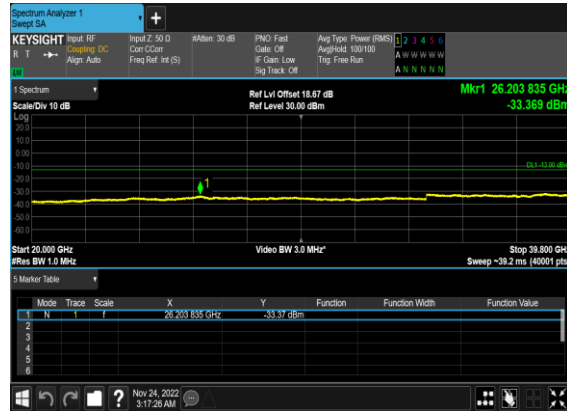 Spectrum Analyzer 1
Swept SA
+
KEYSIGHT Input: RF Input Z: 50 Ω #Atten: 30 dB PNO: Fast Avg Type: Power (RMS) 1 2 3 4 5 6
R T Coupling: DC Corr CCorr Gate: Off Avg|Hold: 100/100 A W W W W W
Align: Auto Freq Ref: Int (S) IF Gain: Low Trig: Free Run
Sig Track: Off A N N N N N
1 Spectrum Ref Lvl Offset 18.67 dB Mkr1 26.203 835 GHz
Scale/Div 10 dB Ref Level 30.00 dBm -33.369 dBm
Log
20.0
10.0
0.00
-10.0 DL1 -13.00 dBm
-20.0
1
-30.0
-40.0
-50.0
-60.0
Start 20.000 GHz Video BW 3.0 MHz* Stop 39.800 GHz
#Res BW 1.0 MHz Sweep ~39.2 ms (40001 pts)
5 Marker Table
Mode Trace Scale X Y Function Function Width Function Value
1 N 1 f 26.203 835 GHz -33.37 dBm
2
3
4
5
6
? Nov 24, 2022
3:17:26 AM